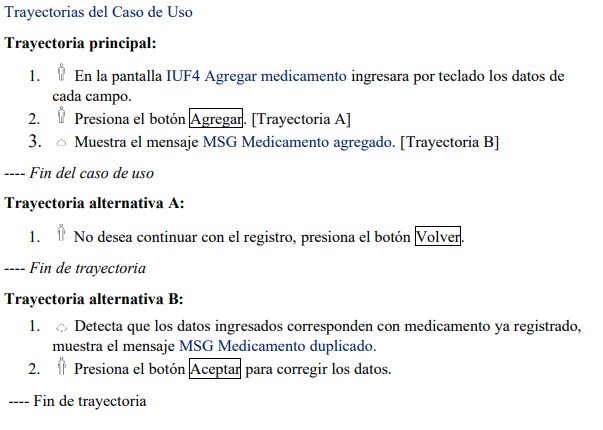 Trayectorias del Caso de Uso
Trayectoria principal:
1. En la pantalla IUF4 Agregar medicamento ingresara por teclado los datos de
cada campo.
2. Presiona el botón Agregar. [Trayectoria A]
3. Muestra el mensaje MSG Medicamento agregado. [Trayectoria B]
---- Fin del caso de uso
Trayectoria alternativa A:
1. No desea continuar con el registro, presiona el botón Volver.
---- Fin de trayectoria
Trayectoria alternativa B:
1. Detecta que los datos ingresados corresponden con medicamento ya registrado,
muestra el mensaje MSG Medicamento duplicado.
2. Presiona el botón Aceptar para corregir los datos.
---- Fin de trayectoria